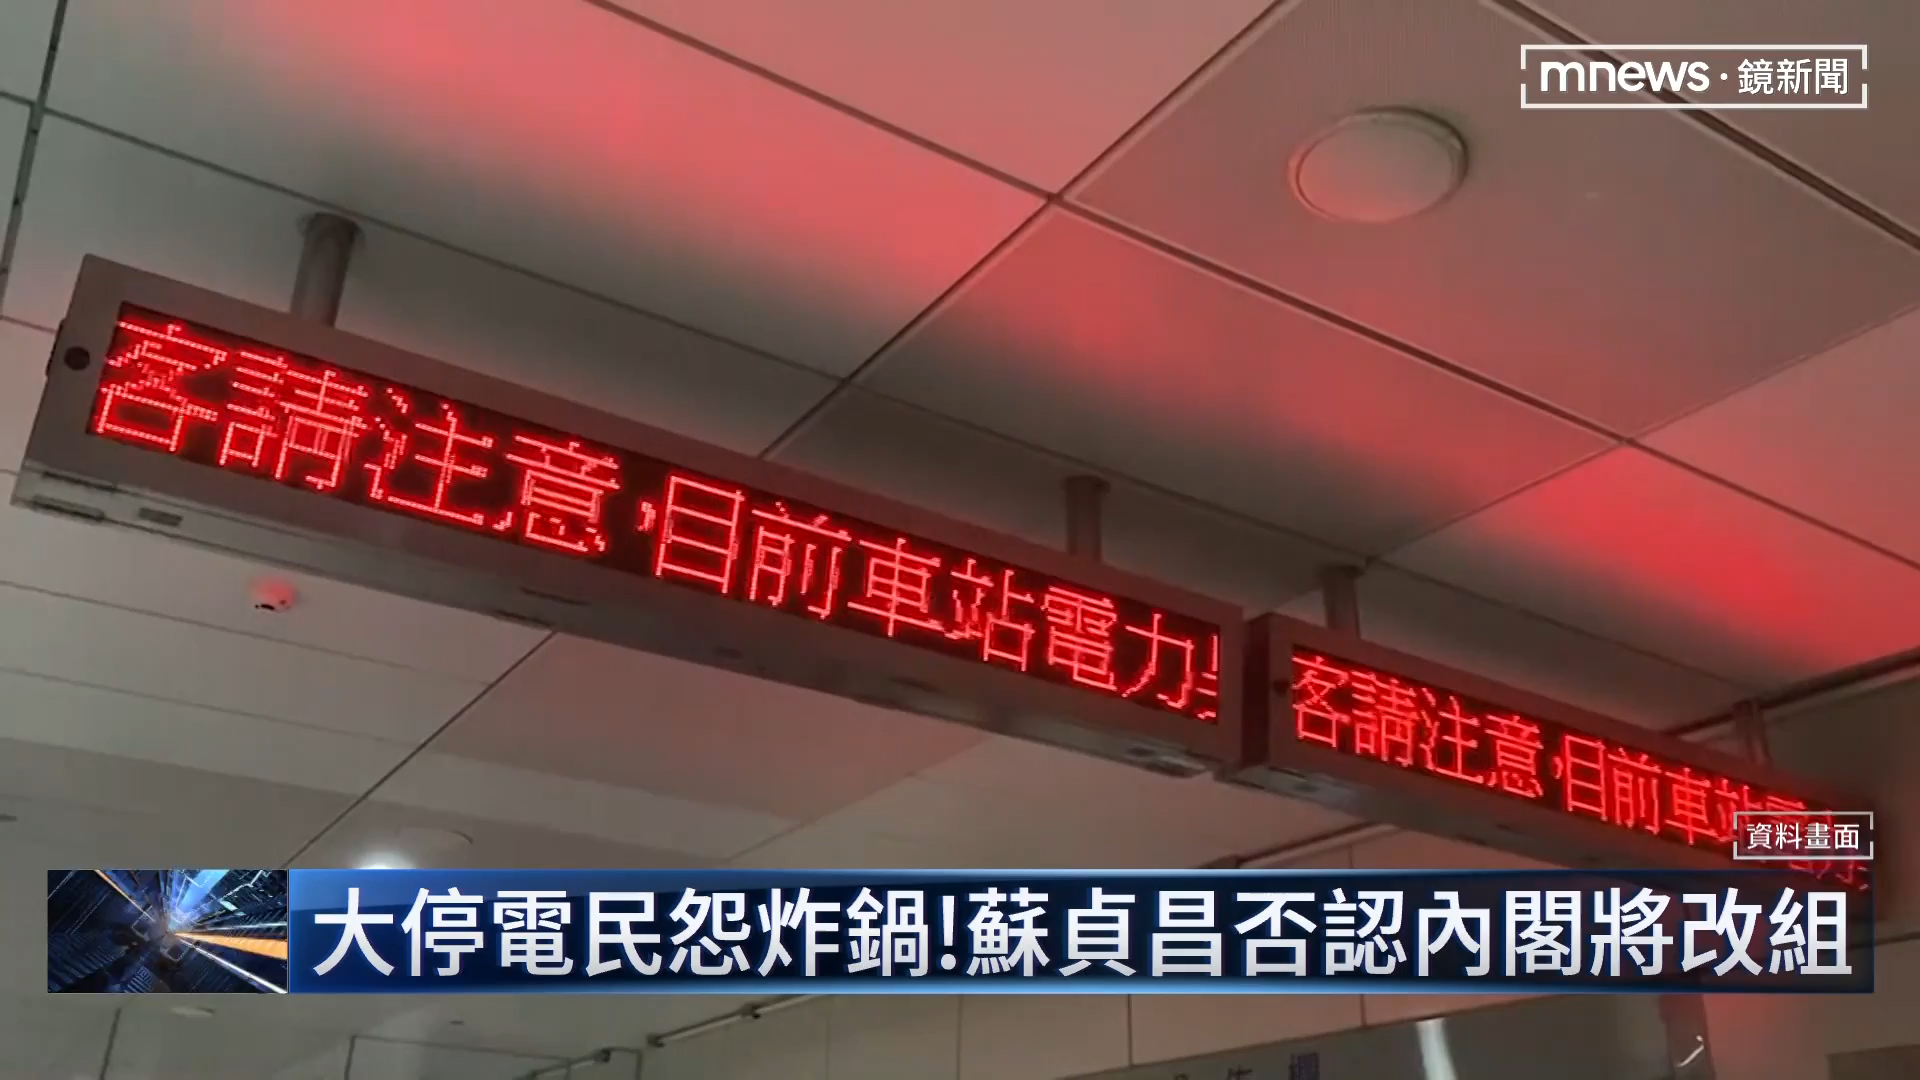 mnews·鏡新聞
客請注意,目前車站電力
客請注意,目前車站電
資料畫面
大停電民怨炸鍋!蘇貞昌否認內閣將改組